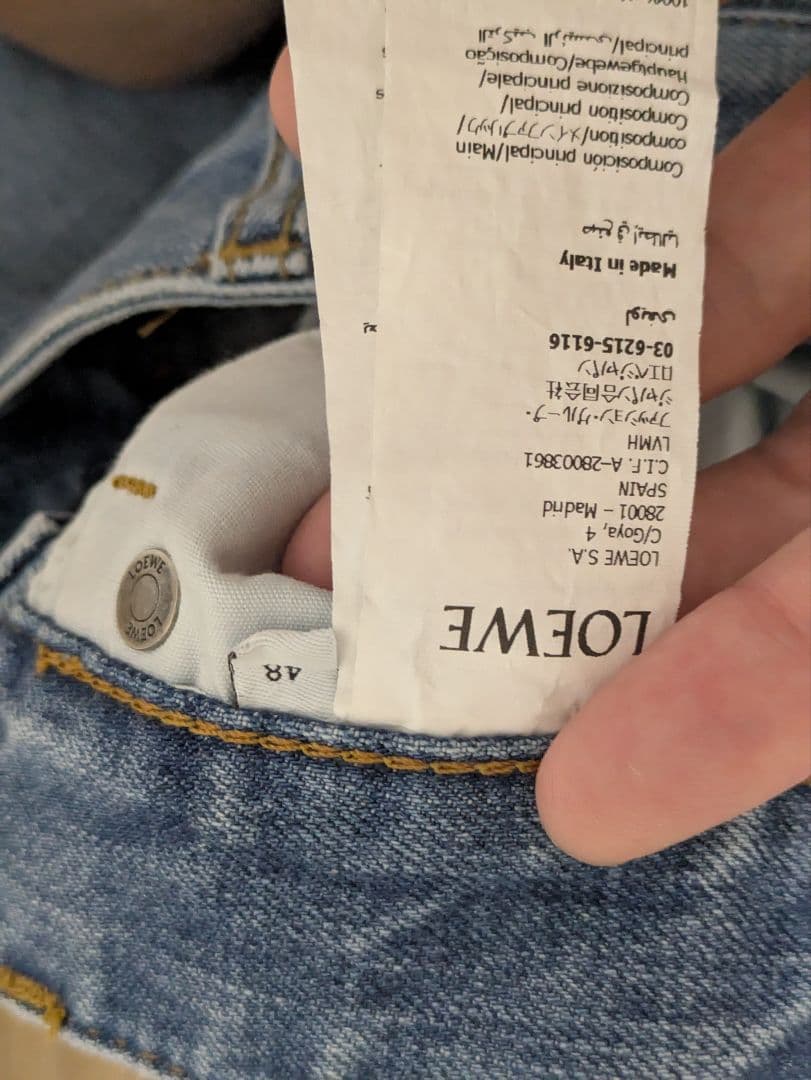 LOEWE
LOEWE S.A.
C/Goya, 4
28001 - Madrid
SPAIN
C.I.F. A-28003861
LVMH
ファッション・グループ・
ジャパン合同会社
ロエベジャパン
03-6215-6116
لويفي
Made in Italy
صنع في إيطاليا
Composición principal/Main
composition/メインファブリック/
Composition principal/
Composizione principale/
Hauptgewebe/Composição
principal/التركيب الرئيسي
100%
48
LOEWE
LOEWE